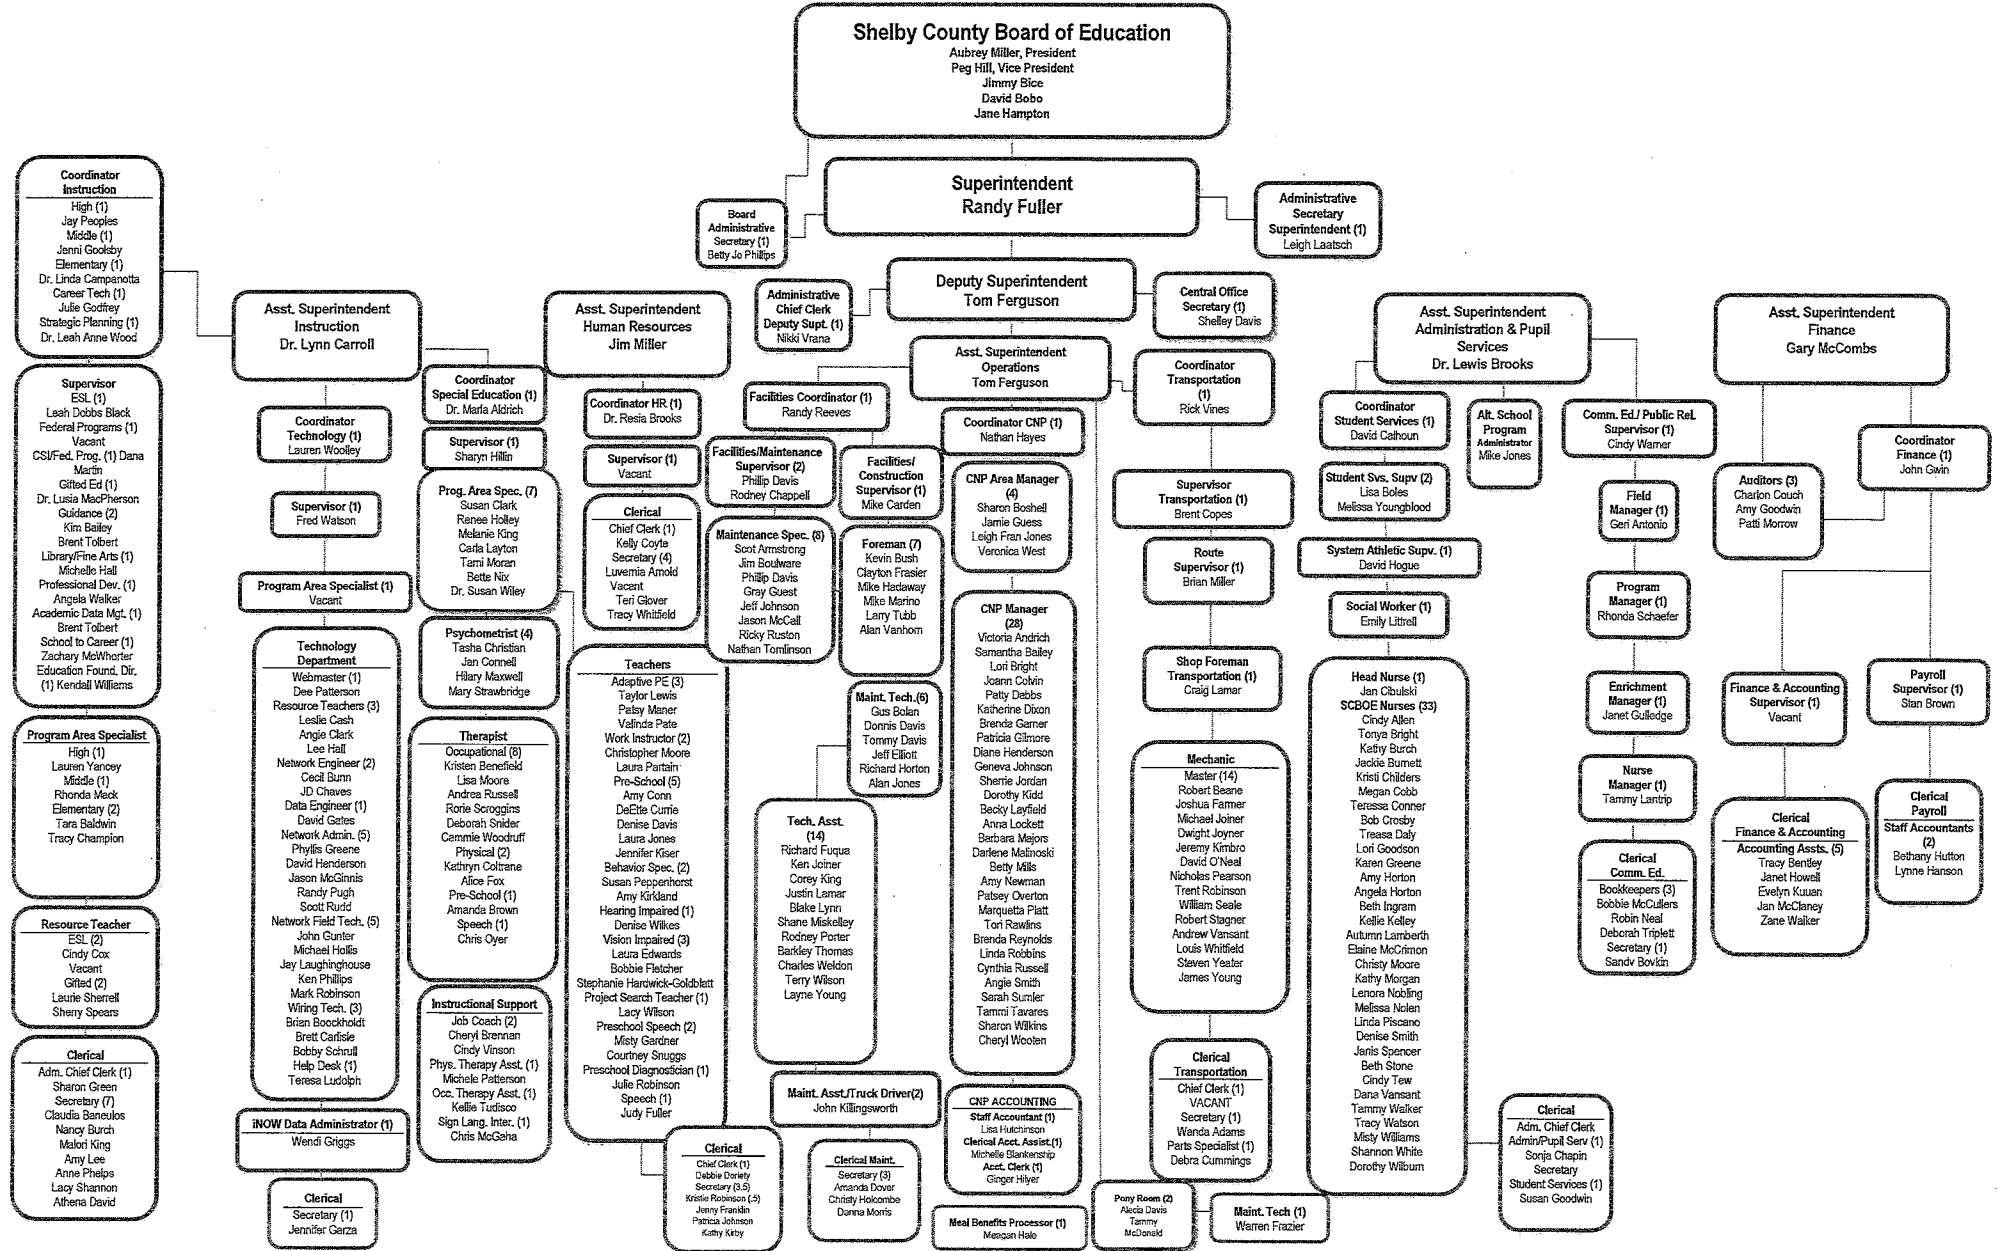 Shelby County Board of Education
Aubrey Miller, President
Peg Hill, Vice President
Jimmy Bice
David Bobo
Jane Hampton
Superintendent
Randy Fuller
Board
Administrative
Secretary (1)
Betty Jo Phillips
Administrative
Secretary
Superintendent (1)
Leigh Laatsch
Deputy Superintendent
Tom Ferguson
Administrative
Chief Clerk
Deputy Supt. (1)
Nikki Vrana
Central Office
Secretary (1)
Shelley Davis
Coordinator
Instruction
High (1)
Jay Peoples
Middle (1)
Jenni Goolsby
Elementary (1)
Dr. Linda Campanotta
Career Tech (1)
Julie Godfrey
Strategic Planning (1)
Dr. Leah Anne Wood
Supervisor
ESL (1)
Leah Dobbs Black
Federal Programs (1)
Vacant
CSI/Fed. Prog. (1) Dana
Martin
Gifted Ed (1)
Dr. Lusia MacPherson
Guidance (2)
Kim Bailey
Brent Tolbert
Library/Fine Arts (1)
Michelle Hall
Professional Dev. (1)
Angela Walker
Academic Data Mgt. (1)
Brent Tolbert
School to Career (1)
Zachary McWhorter
Education Found. Dir.
(1) Kendall Williams
Program Area Specialist
High (1)
Lauren Yancey
Middle (1)
Rhonda Mack
Elementary (2)
Tara Baldwin
Tracy Champion
Resource Teacher
ESL (2)
Cindy Cox
Vacant
Gifted (2)
Laurie Sherrell
Sherry Spears
Clerical
Adm. Chief Clerk (1)
Sharon Green
Secretary (7)
Claudia Banuelos
Nancy Burch
Malori King
Amy Lee
Anne Phelps
Lacy Shannon
Athena David
Asst. Superintendent
Instruction
Dr. Lynn Carroll
Coordinator
Technology (1)
Lauren Woolley
Supervisor (1)
Fred Watson
Program Area Specialist (1)
Vacant
Technology
Department
Webmaster (1)
Dee Patterson
Resource Teachers (3)
Leslie Cash
Angie Clark
Lee Hall
Network Engineer (2)
Cecil Bunn
JD Chaves
Data Engineer (1)
David Gates
Network Admin. (5)
Phyllis Greene
David Henderson
Jason McGinnis
Randy Pugh
Scott Rudd
Network Field Tech. (5)
John Gunter
Michael Hollis
Jay Laughinghouse
Ken Phillips
Mark Robinson
Wiring Tech. (3)
Brian Boockholdt
Brett Carlisle
Bobby Schrull
Help Desk (1)
Teresa Ludolph
iNOW Data Administrator (1)
Wendi Griggs
Clerical
Secretary (1)
Jennifer Garza
Coordinator
Special Education (1)
Dr. Marla Aldrich
Supervisor (1)
Sharyn Hillin
Prog. Area Spec. (7)
Susan Clark
Renee Holley
Melanie King
Carla Layton
Tami Moran
Bette Nix
Dr. Susan Wiley
Psychometrist (4)
Tasha Christian
Jan Connell
Hilary Maxwell
Mary Strawbridge
Therapist
Occupational (8)
Kristen Benefield
Lisa Moore
Andrea Russell
Rorie Scroggins
Deborah Snider
Cammie Woodruff
Physical (2)
Kathryn Coltrane
Alice Fox
Pre-School (1)
Amanda Brown
Speech (1)
Chris Oyer
Instructional Support
Job Coach (2)
Cheryl Brennan
Cindy Vinson
Phys. Therapy Asst. (1)
Michele Patterson
Occ. Therapy Asst. (1)
Kellie Tudisco
Sign Lang. Inter. (1)
Chris McGaha
Asst. Superintendent
Human Resources
Jim Miller
Coordinator HR (1)
Dr. Resia Brooks
Supervisor (1)
Vacant
Clerical
Chief Clerk (1)
Kelly Coyte
Secretary (4)
Luvernia Arnold
Vacant
Teri Glover
Tracy Whitfield
Teachers
Adaptive PE (3)
Taylor Lewis
Patsy Maner
Valinda Pate
Work Instructor (2)
Christopher Moore
Laura Partain
Pre-School (5)
Amy Conn
DeEtte Currie
Denise Davis
Laura Jones
Jennifer Kiser
Behavior Spec. (2)
Susan Peppenhorst
Amy Kirkland
Hearing Impaired (1)
Denise Wilkes
Vision Impaired (3)
Laura Edwards
Bobbie Fletcher
Stephanie Hardwick-Goldblatt
Project Search Teacher (1)
Lacy Wilson
Preschool Speech (2)
Misty Gardner
Courtney Snuggs
Preschool Diagnostician (1)
Julie Robinson
Speech (1)
Judy Fuller
Clerical
Chief Clerk (1)
Debbie Doriety
Secretary (3.5)
Kristie Robinson (.5)
Jenny Franklin
Patricia Johnson
Kathy Kirby
Asst. Superintendent
Operations
Tom Ferguson
Facilities Coordinator (1)
Randy Reeves
Facilities/Maintenance
Supervisor (2)
Phillip Davis
Rodney Chappell
Maintenance Spec. (8)
Scot Armstrong
Jim Boulware
Phillip Davis
Gray Guest
Jeff Johnson
Jason McCall
Ricky Ruston
Nathan Tomlinson
Facilities/
Construction
Supervisor (1)
Mike Carden
Foreman (7)
Kevin Bush
Clayton Frasier
Mike Hadaway
Mike Marino
Larry Tubb
Alan Vanhorn
Maint. Tech.(6)
Gus Bolan
Donnis Davis
Tommy Davis
Jeff Elliott
Richard Horton
Alan Jones
Tech. Asst.
(14)
Richard Fuqua
Ken Joiner
Corey King
Justin Lamar
Blake Lynn
Shane Miskelley
Rodney Porter
Barkley Thomas
Charles Weldon
Terry Wilson
Layne Young
Maint. Asst./Truck Driver(2)
John Killingsworth
Clerical Maint.
Secretary (3)
Amanda Dover
Christy Holcombe
Danna Morris
Coordinator CNP (1)
Nathan Hayes
CNP Area Manager
(4)
Sharon Boshell
Jamie Guess
Leigh Fran Jones
Veronica West
CNP Manager
(28)
Victoria Andrich
Samantha Bailey
Lori Bright
Joann Colvin
Patty Dabbs
Katherine Dixon
Brenda Garner
Patricia Gilmore
Diane Henderson
Geneva Johnson
Sherrie Jordan
Dorothy Kidd
Becky Layfield
Anna Lockett
Barbara Majors
Darlene Malinoski
Betty Mills
Amy Newman
Patsey Overton
Marquetta Platt
Tori Rawlins
Brenda Reynolds
Linda Robbins
Cynthia Russell
Angie Smith
Sarah Sumler
Tammi Tavares
Sharon Wilkins
Cheryl Wooten
CNP ACCOUNTING
Staff Accountant (1)
Lisa Hutchinson
Clerical Acct. Assist.(1)
Michelle Blankenship
Acct. Clerk (1)
Ginger Hilyer
Meal Benefits Processor (1)
Meagan Hale
Coordinator
Transportation
(1)
Rick Vines
Supervisor
Transportation (1)
Brent Copes
Route
Supervisor (1)
Brian Miller
Shop Foreman
Transportation (1)
Craig Lamar
Mechanic
Master (14)
Robert Beane
Joshua Farmer
Michael Joiner
Dwight Joyner
Jeremy Kimbro
David O'Neal
Nicholas Pearson
Trent Robinson
William Seale
Robert Stagner
Andrew Vansant
Louis Whitfield
Steven Yeater
James Young
Clerical
Transportation
Chief Clerk (1)
VACANT
Secretary (1)
Wanda Adams
Parts Specialist (1)
Debra Cummings
Pony Room (2)
Alecia Davis
Tammy
McDonald
Maint. Tech (1)
Warren Frazier
Asst. Superintendent
Administration & Pupil
Services
Dr. Lewis Brooks
Coordinator
Student Services (1)
David Calhoun
Student Svs. Supv (2)
Lisa Boles
Melissa Youngblood
System Athletic Supv. (1)
David Hogue
Social Worker (1)
Emily Littrell
Head Nurse (1)
Jan Cibulski
SCBOE Nurses (33)
Cindy Allen
Tonya Bright
Kathy Burch
Jackie Burnett
Kristi Childers
Megan Cobb
Teressa Conner
Bob Crosby
Treasa Daly
Lori Goodson
Karen Greene
Amy Horton
Angela Horton
Beth Ingram
Kellie Kelley
Autumn Lamberth
Elaine McCrimon
Christy Moore
Kathy Morgan
Lenora Nobling
Melissa Nolen
Linda Piscano
Denise Smith
Janis Spencer
Beth Stone
Cindy Tew
Dana Vansant
Tammy Walker
Tracy Watson
Misty Williams
Shannon White
Dorothy Wilburn
Clerical
Adm. Chief Clerk
Admin/Pupil Serv (1)
Sonja Chapin
Secretary
Student Services (1)
Susan Goodwin
Alt. School
Program
Administrator
Mike Jones
Comm. Ed./ Public Rel.
Supervisor (1)
Cindy Warner
Field
Manager (1)
Geri Antonio
Program
Manager (1)
Rhonda Schaefer
Enrichment
Manager (1)
Janet Gulledge
Nurse
Manager (1)
Tammy Lantrip
Clerical
Comm. Ed.
Bookkeepers (3)
Bobbie McCullers
Robin Neal
Deborah Triplett
Secretary (1)
Sandy Boykin
Asst. Superintendent
Finance
Gary McCombs
Auditors (3)
Charlon Couch
Amy Goodwin
Patti Morrow
Coordinator
Finance (1)
John Gwin
Finance & Accounting
Supervisor (1)
Vacant
Clerical
Finance & Accounting
Accounting Assts. (5)
Tracy Bentley
Janet Howell
Evelyn Kuuan
Jan McClaney
Zane Walker
Payroll
Supervisor (1)
Stan Brown
Clerical
Payroll
Staff Accountants
(2)
Bethany Hutton
Lynne Hanson